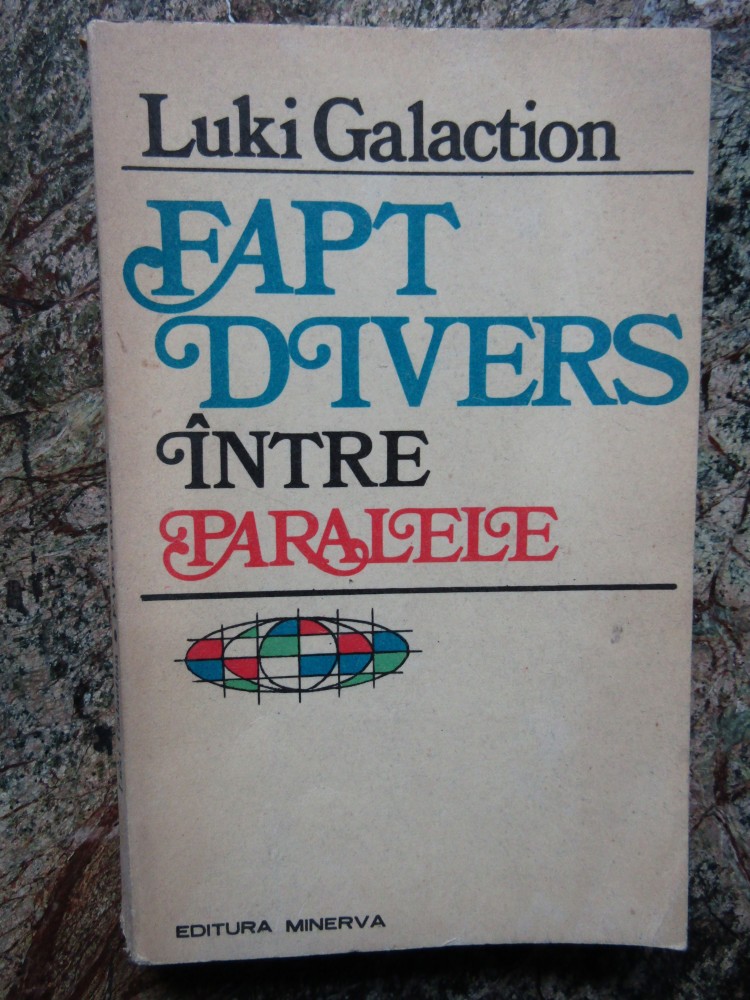 Luki Galaction
FAPT
DIVERS
ÎNTRE
PARALELE
EDITURA MINERVA